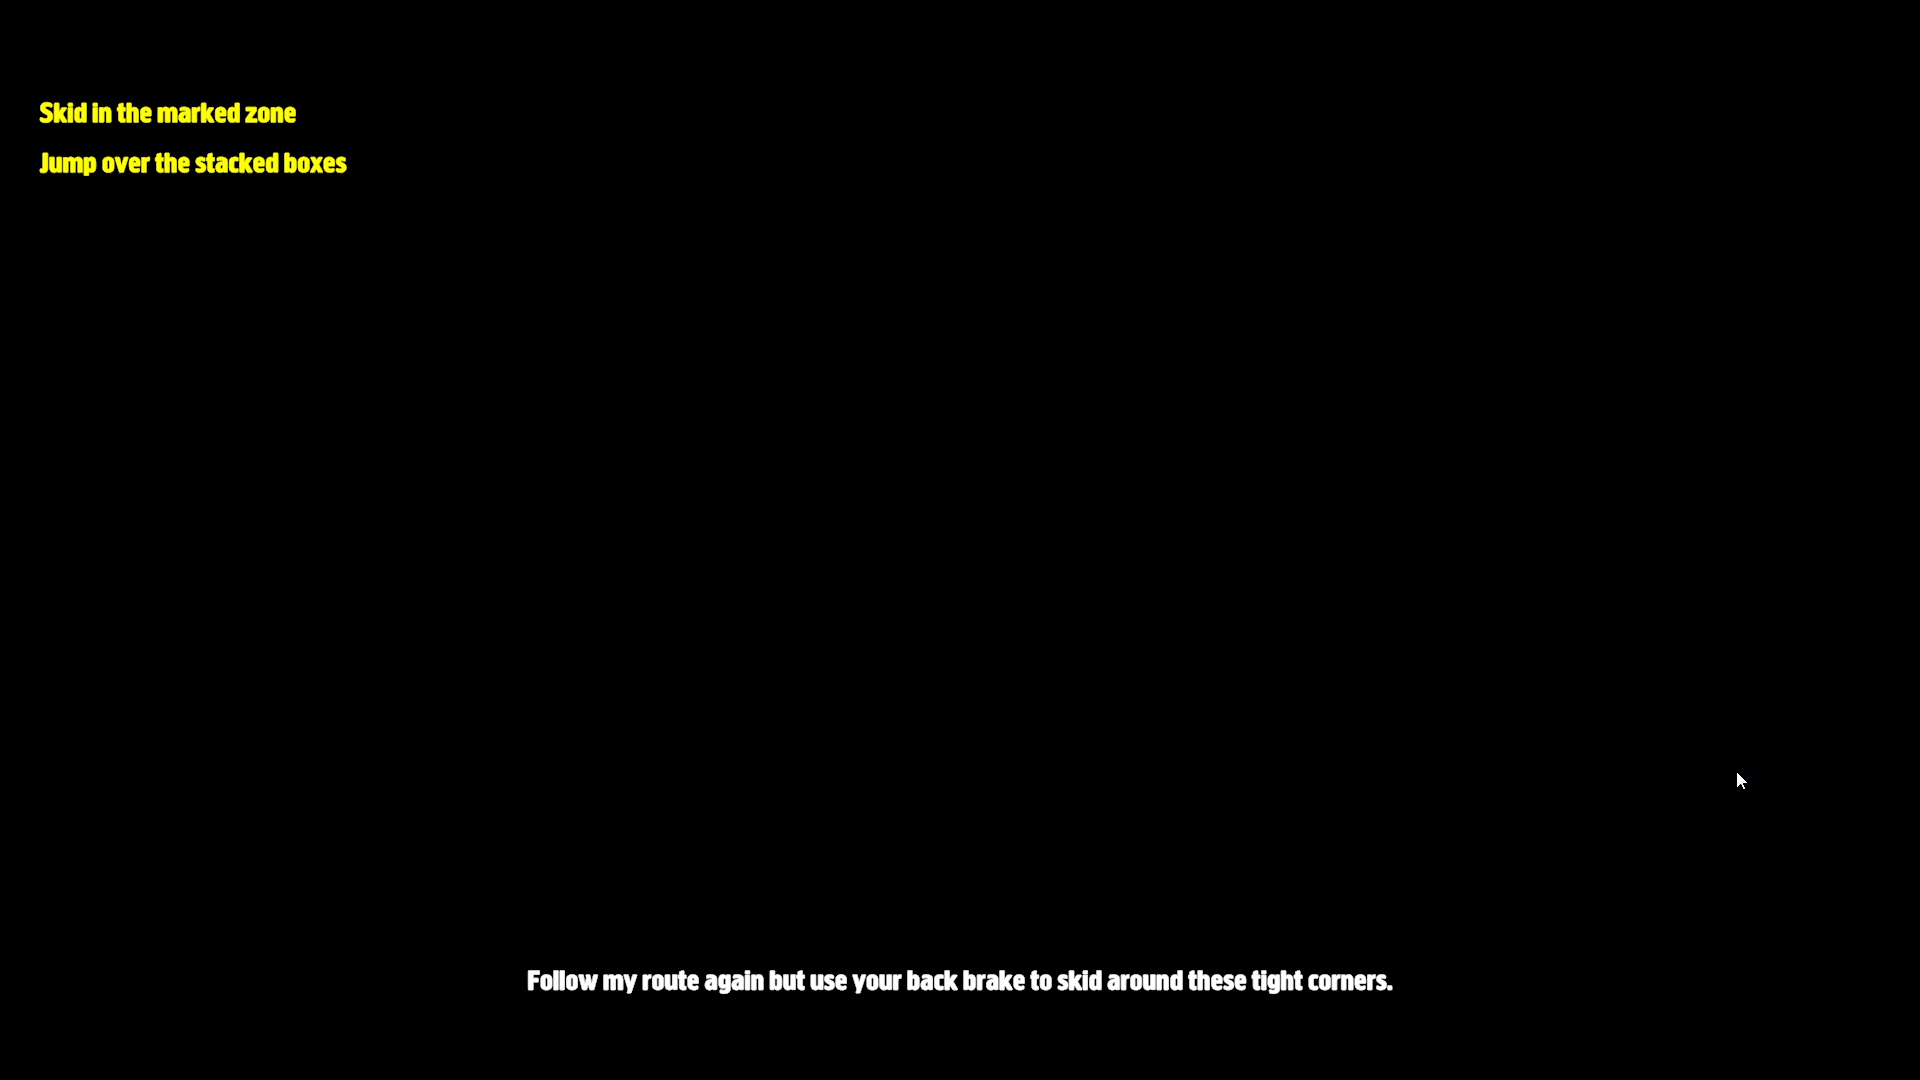 Skid in the marked zone
Jump over the stacked boxes
Follow my route again but use your back brake to skid around these tight corners.